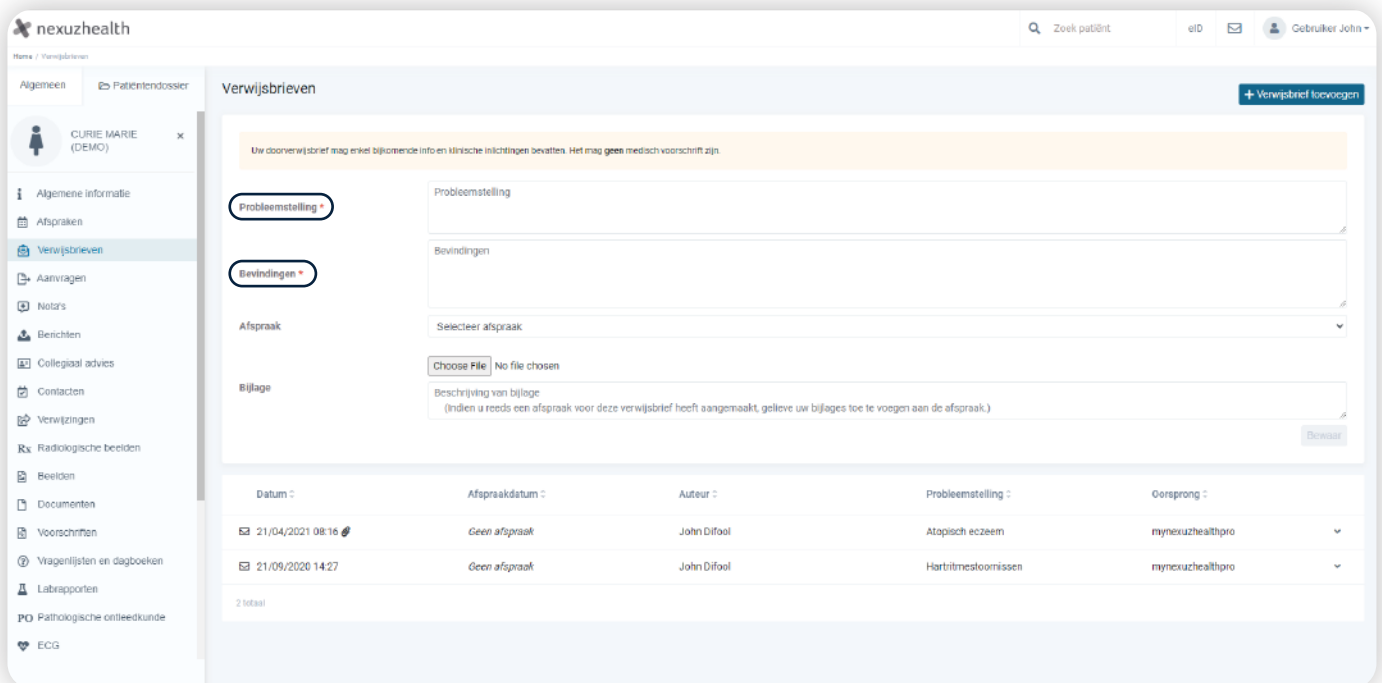 nexuzhealth
Zoek patiënt
eID
Gebruiker John
Home / Verwijsbrieven
Algemeen
Patiëntendossier
CURIE MARIE
(DEMO)
×
Algemene informatie
Afspraken
Verwijsbrieven
Aanvragen
Nota's
Berichten
Collegiaal advies
Contacten
Verwijzingen
Rx Radiologische beelden
Beelden
Documenten
Voorschriften
Vragenlijsten en dagboeken
Labrapporten
PO Pathologische ontleedkunde
ECG
Verwijsbrieven
+ Verwijsbrief toevoegen
Uw doorverwijsbrief mag enkel bijkomende info en klinische inlichtingen bevatten. Het mag geen medisch voorschrift zijn.
Probleemstelling *
Probleemstelling
Bevindingen *
Bevindingen
Afspraak
Selecteer afspraak
Choose File No file chosen
Bijlage
Beschrijving van bijlage
(Indien u reeds een afspraak voor deze verwijsbrief heeft aangemaakt, gelieve uw bijlages toe te voegen aan de afspraak.)
Bewaar
Datum Afspraakdatum Auteur Probleemstelling Oorsprong
21/04/2021 08:16 Geen afspraak John Difool Atopisch eczeem mynexuzhealthpro
21/09/2020 14:27 Geen afspraak John Difool Hartritmestoornissen mynexuzhealthpro
2 totaal